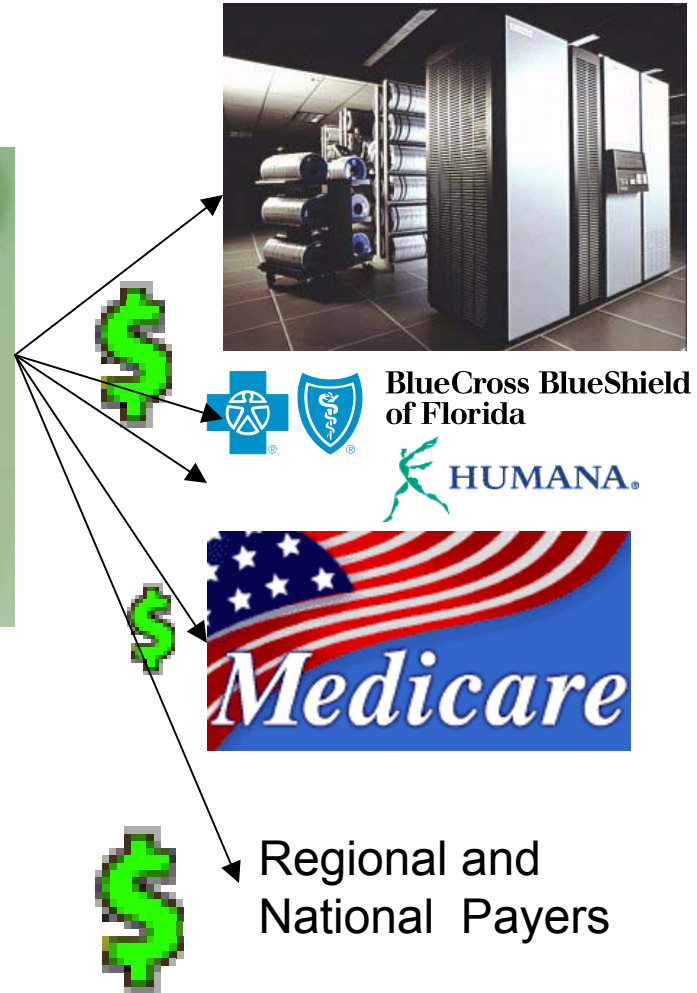 BlueCross BlueShield
of Florida
® ®
HUMANA®
Medicare
$
$
$
Regional and
National Payers